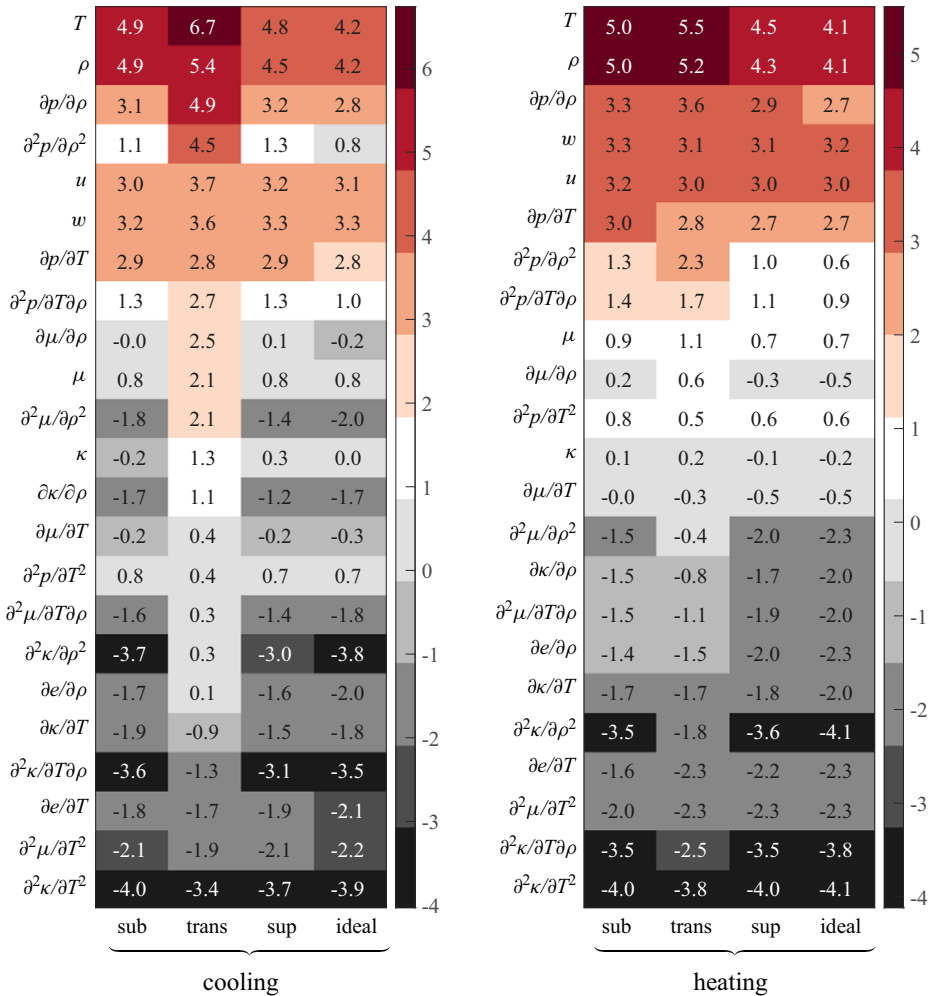 T 4.9 6.7 4.8 4.2
ρ 4.9 5.4 4.5 4.2
∂p/∂ρ 3.1 4.9 3.2 2.8
∂²p/∂ρ² 1.1 4.5 1.3 0.8
u 3.0 3.7 3.2 3.1
w 3.2 3.6 3.3 3.3
∂p/∂T 2.9 2.8 2.9 2.8
∂²p/∂T∂ρ 1.3 2.7 1.3 1.0
∂μ/∂ρ -0.0 2.5 0.1 -0.2
μ 0.8 2.1 0.8 0.8
∂²μ/∂ρ² -1.8 2.1 -1.4 -2.0
κ -0.2 1.3 0.3 0.0
∂κ/∂ρ -1.7 1.1 -1.2 -1.7
∂μ/∂T -0.2 0.4 -0.2 -0.3
∂²p/∂T² 0.8 0.4 0.7 0.7
∂²μ/∂T∂ρ -1.6 0.3 -1.4 -1.8
∂²κ/∂ρ² -3.7 0.3 -3.0 -3.8
∂e/∂ρ -1.7 0.1 -1.6 -2.0
∂κ/∂T -1.9 -0.9 -1.5 -1.8
∂²κ/∂T∂ρ -3.6 -1.3 -3.1 -3.5
∂e/∂T -1.8 -1.7 -1.9 -2.1
∂²μ/∂T² -2.1 -1.9 -2.1 -2.2
∂²κ/∂T² -4.0 -3.4 -3.7 -3.9
sub trans sup ideal
cooling
6
5
4
3
2
1
0
-1
-2
-3
-4
T 5.0 5.5 4.5 4.1
ρ 5.0 5.2 4.3 4.1
∂p/∂ρ 3.3 3.6 2.9 2.7
w 3.3 3.1 3.1 3.2
u 3.2 3.0 3.0 3.0
∂p/∂T 3.0 2.8 2.7 2.7
∂²p/∂ρ² 1.3 2.3 1.0 0.6
∂²p/∂T∂ρ 1.4 1.7 1.1 0.9
μ 0.9 1.1 0.7 0.7
∂μ/∂ρ 0.2 0.6 -0.3 -0.5
∂²p/∂T² 0.8 0.5 0.6 0.6
κ 0.1 0.2 -0.1 -0.2
∂μ/∂T -0.0 -0.3 -0.5 -0.5
∂²μ/∂ρ² -1.5 -0.4 -2.0 -2.3
∂κ/∂ρ -1.5 -0.8 -1.7 -2.0
∂²μ/∂T∂ρ -1.5 -1.1 -1.9 -2.0
∂e/∂ρ -1.4 -1.5 -2.0 -2.3
∂κ/∂T -1.7 -1.7 -1.8 -2.0
∂²κ/∂ρ² -3.5 -1.8 -3.6 -4.1
∂e/∂T -1.6 -2.3 -2.2 -2.3
∂²μ/∂T² -2.0 -2.3 -2.3 -2.3
∂²κ/∂T∂ρ -3.5 -2.5 -3.5 -3.8
∂²κ/∂T² -4.0 -3.8 -4.0 -4.1
sub trans sup ideal
heating
5
4
3
2
1
0
-1
-2
-3
-4